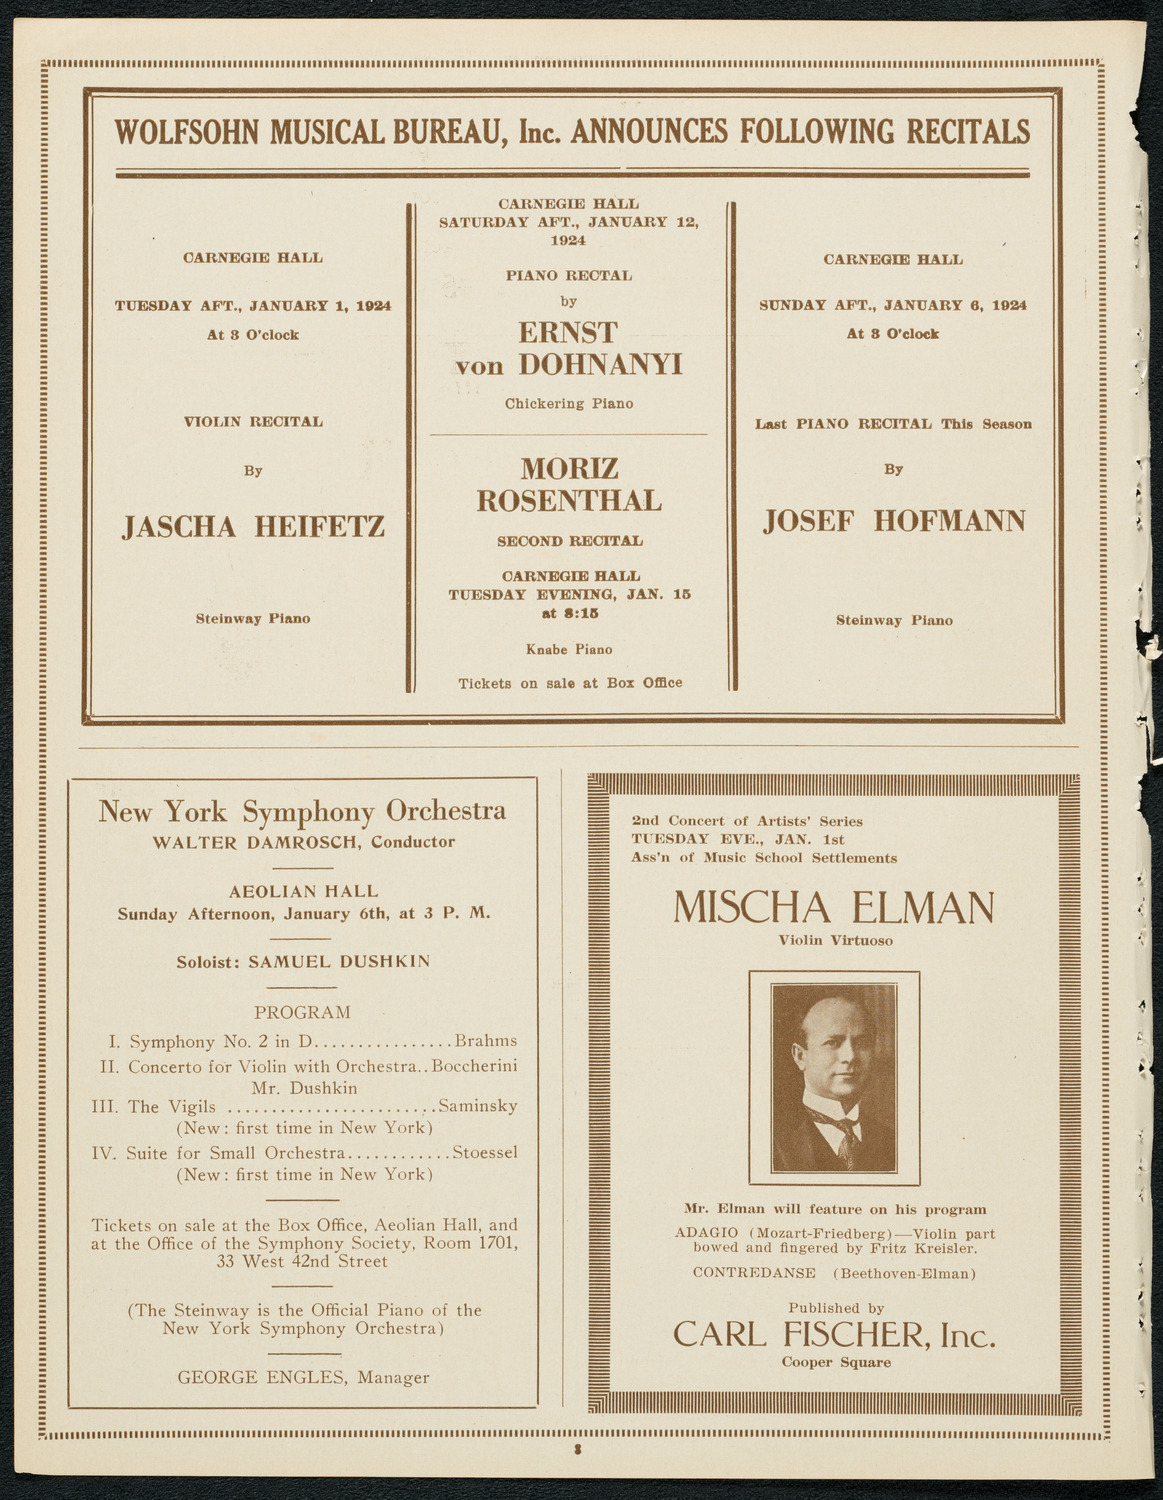 WOLFSOHN MUSICAL BUREAU, Inc. ANNOUNCES FOLLOWING RECITALS
CARNEGIE HALL
TUESDAY AFT., JANUARY 1, 1924
At 3 O'clock
VIOLIN RECITAL
By
JASCHA HEIFETZ
Steinway Piano
CARNEGIE HALL
SATURDAY AFT., JANUARY 12,
1924
PIANO RECTAL
by
ERNST
von DOHNANYI
Chickering Piano
MORIZ
ROSENTHAL
SECOND RECITAL
CARNEGIE HALL
TUESDAY EVENING, JAN. 15
at 8:15
Knabe Piano
Tickets on sale at Box Office
CARNEGIE HALL
SUNDAY AFT., JANUARY 6, 1924
At 3 O'clock
Last PIANO RECITAL This Season
By
JOSEF HOFMANN
Steinway Piano
New York Symphony Orchestra
WALTER DAMROSCH, Conductor
AEOLIAN HALL
Sunday Afternoon, January 6th, at 3 P. M.
Soloist: SAMUEL DUSHKIN
PROGRAM
I. Symphony No. 2 in D................Brahms
II. Concerto for Violin with Orchestra..Boccherini
Mr. Dushkin
III. The Vigils ........................Saminsky
(New: first time in New York)
IV. Suite for Small Orchestra............Stoessel
(New: first time in New York)
Tickets on sale at the Box Office, Aeolian Hall, and
at the Office of the Symphony Society, Room 1701,
33 West 42nd Street
(The Steinway is the Official Piano of the
New York Symphony Orchestra)
GEORGE ENGLES, Manager
2nd Concert of Artists' Series
TUESDAY EVE., JAN. 1st
Ass'n of Music School Settlements
MISCHA ELMAN
Violin Virtuoso
Mr. Elman will feature on his program
ADAGIO (Mozart-Friedberg)—Violin part
bowed and fingered by Fritz Kreisler.
CONTREDANSE (Beethoven-Elman)
Published by
CARL FISCHER, Inc.
Cooper Square
8